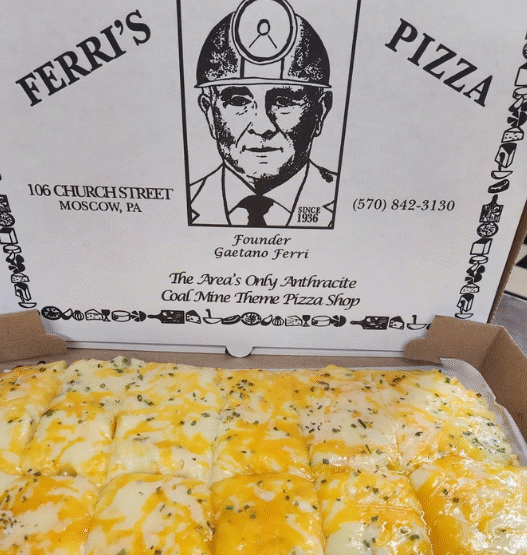 FERRI'S PIZZA
106 CHURCH STREET
MOSCOW, PA
SINCE
1936
(570) 842-3130
Founder
Gaetano Ferri
The Area's Only Anthracite
Coal Mine Theme Pizza Shop